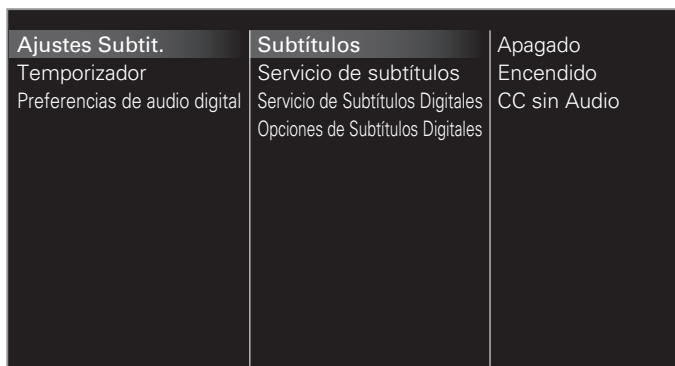 Ajustes Subtit.
Temporizador
Preferencias de audio digital
Subtítulos
Servicio de subtítulos
Servicio de Subtítulos Digitales
Opciones de Subtítulos Digitales
Apagado
Encendido
CC sin Audio